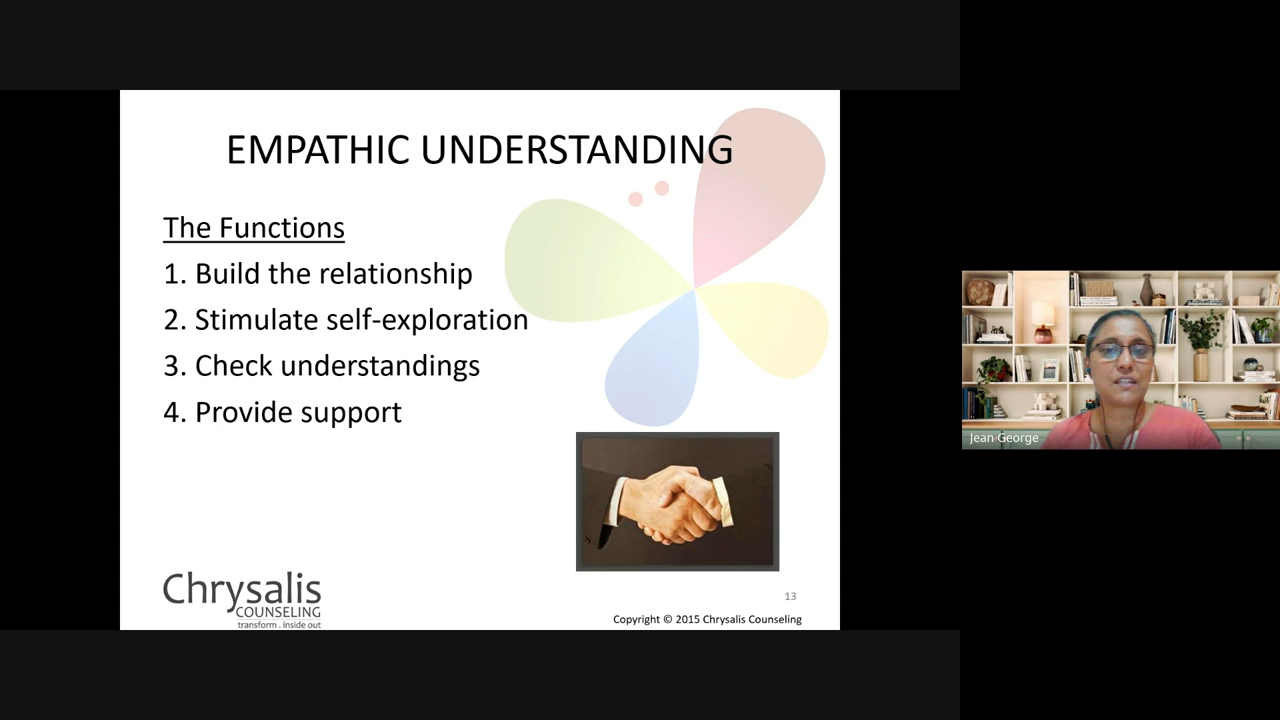 EMPATHIC UNDERSTANDING
The Functions
1. Build the relationship
2. Stimulate self-exploration
3. Check understandings
4. Provide support
Chrysalis
COUNSELING
transform . inside out
13
Copyright © 2015 Chrysalis Counseling
Jean George